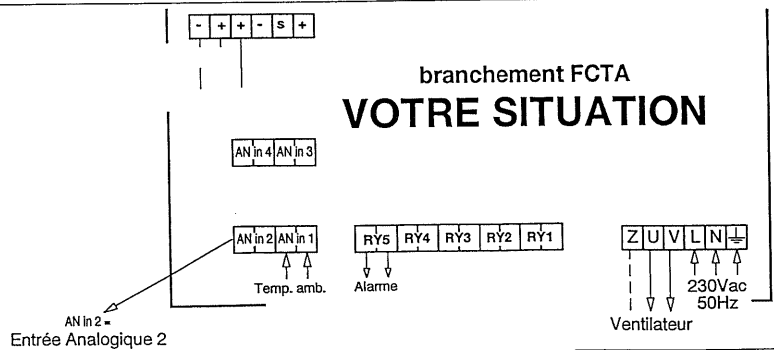 - + + - S +
branchement FCTA
VOTRE SITUATION
AN in 4 AN in 3
AN in 2 AN in 1
RY5 RY4 RY3 RY2 RY1
Z U V L N
Temp. amb.
Alarme
230Vac
50Hz
Ventilateur
AN in 2 =
Entrée Analogique 2